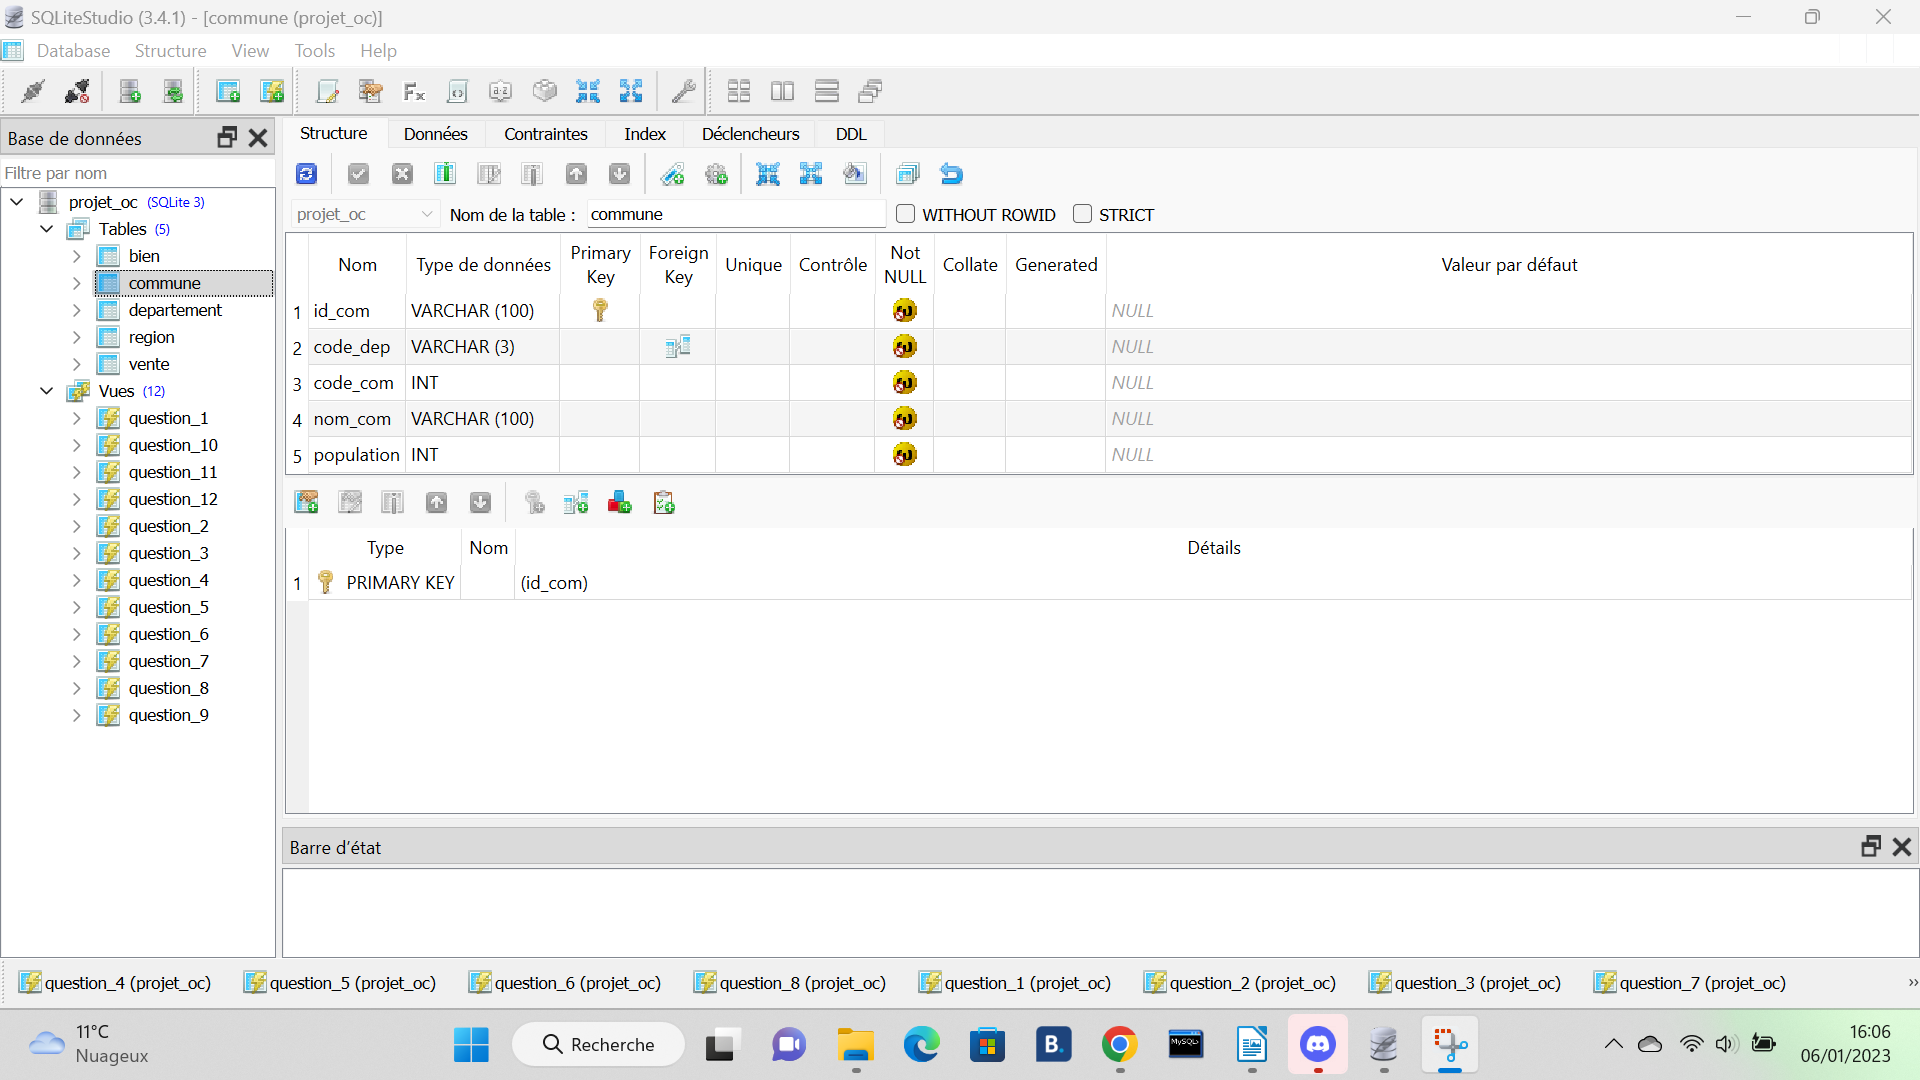 SQLiteStudio (3.4.1) - [commune (projet_oc)]
Database Structure View Tools Help
Base de données
Filtre par nom
projet_oc (SQLite 3)
Tables (5)
bien
commune
departement
region
vente
Vues (12)
question_1
question_10
question_11
question_12
question_2
question_3
question_4
question_5
question_6
question_7
question_8
question_9
Structure Données Contraintes Index Déclencheurs DDL
projet_oc Nom de la table : commune WITHOUT ROWID STRICT
Nom Type de données Primary Key Foreign Key Unique Contrôle Not NULL Collate Generated Valeur par défaut
1 id_com VARCHAR (100) NULL
2 code_dep VARCHAR (3) NULL
3 code_com INT NULL
4 nom_com VARCHAR (100) NULL
5 population INT NULL
Type Nom Détails
1 PRIMARY KEY (id_com)
Barre d'état
question_4 (projet_oc) question_5 (projet_oc) question_6 (projet_oc) question_8 (projet_oc) question_1 (projet_oc) question_2 (projet_oc) question_3 (projet_oc) question_7 (projet_oc) »
11°C
Nuageux
Recherche
B.
MySQL
16:06
06/01/2023